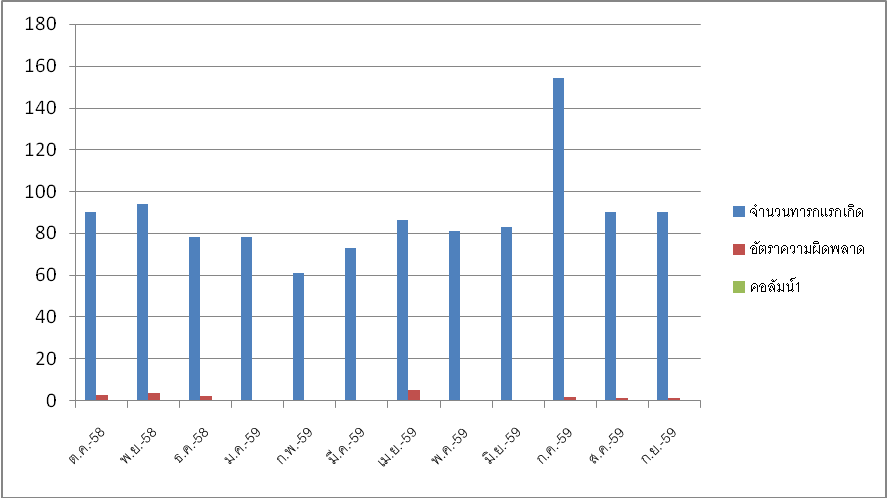 180
160
140
120
100
80
60
40
20
0
ต.ค.-58
พ.ย.-58
ธ.ค.-58
ม.ค.-59
ก.พ.-59
มี.ค.-59
เม.ย.-59
พ.ค.-59
มิ.ย.-59
ก.ค.-59
ส.ค.-59
ก.ย.-59
จำนวนทารกแรกเกิด
อัตราความผิดพลาด
คอลัมน์1